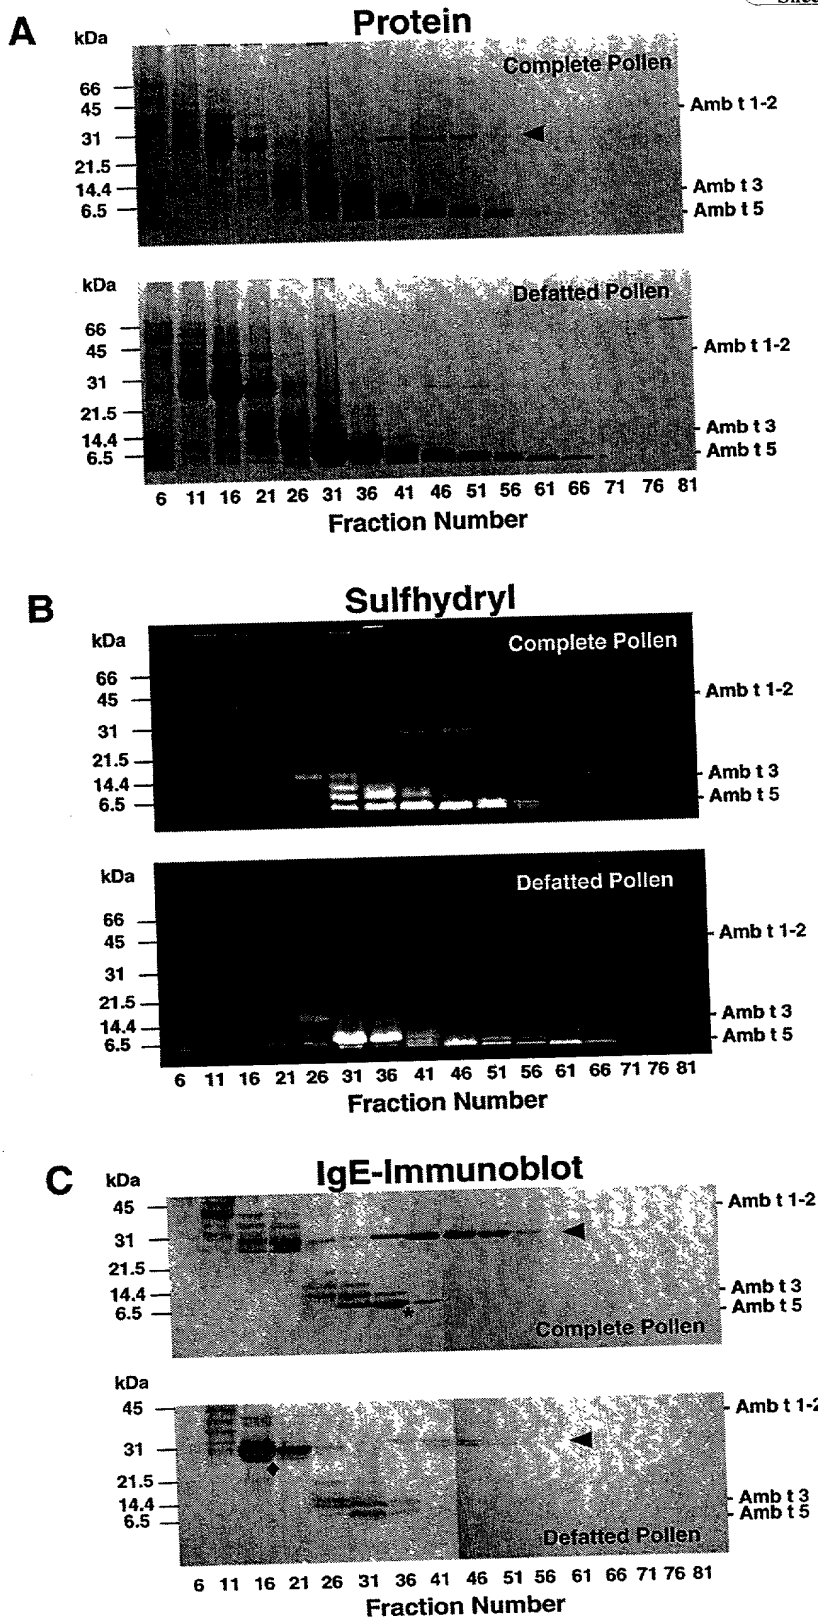 A Protein
kDa
Complete Pollen
66
45
31
21.5
14.4
6.5
Amb t 1-2
Amb t 3
Amb t 5
kDa
Defatted Pollen
66
45
31
21.5
14.4
6.5
Amb t 1-2
Amb t 3
Amb t 5
6 11 16 21 26 31 36 41 46 51 56 61 66 71 76 81
Fraction Number
B Sulfhydryl
kDa
Complete Pollen
66
45
31
21.5
14.4
6.5
Amb t 1-2
Amb t 3
Amb t 5
kDa
Defatted Pollen
66
45
31
21.5
14.4
6.5
Amb t 1-2
Amb t 3
Amb t 5
6 11 16 21 26 31 36 41 46 51 56 61 66 71 76 81
Fraction Number
C IgE-Immunoblot
kDa
45
31
21.5
14.4
6.5
Amb t 1-2
Amb t 3
Amb t 5
*
Complete Pollen
kDa
45
31
21.5
14.4
6.5
Amb t 1-2
Amb t 3
Amb t 5
Defatted Pollen
6 11 16 21 26 31 36 41 46 51 56 61 66 71 76 81
Fraction Number